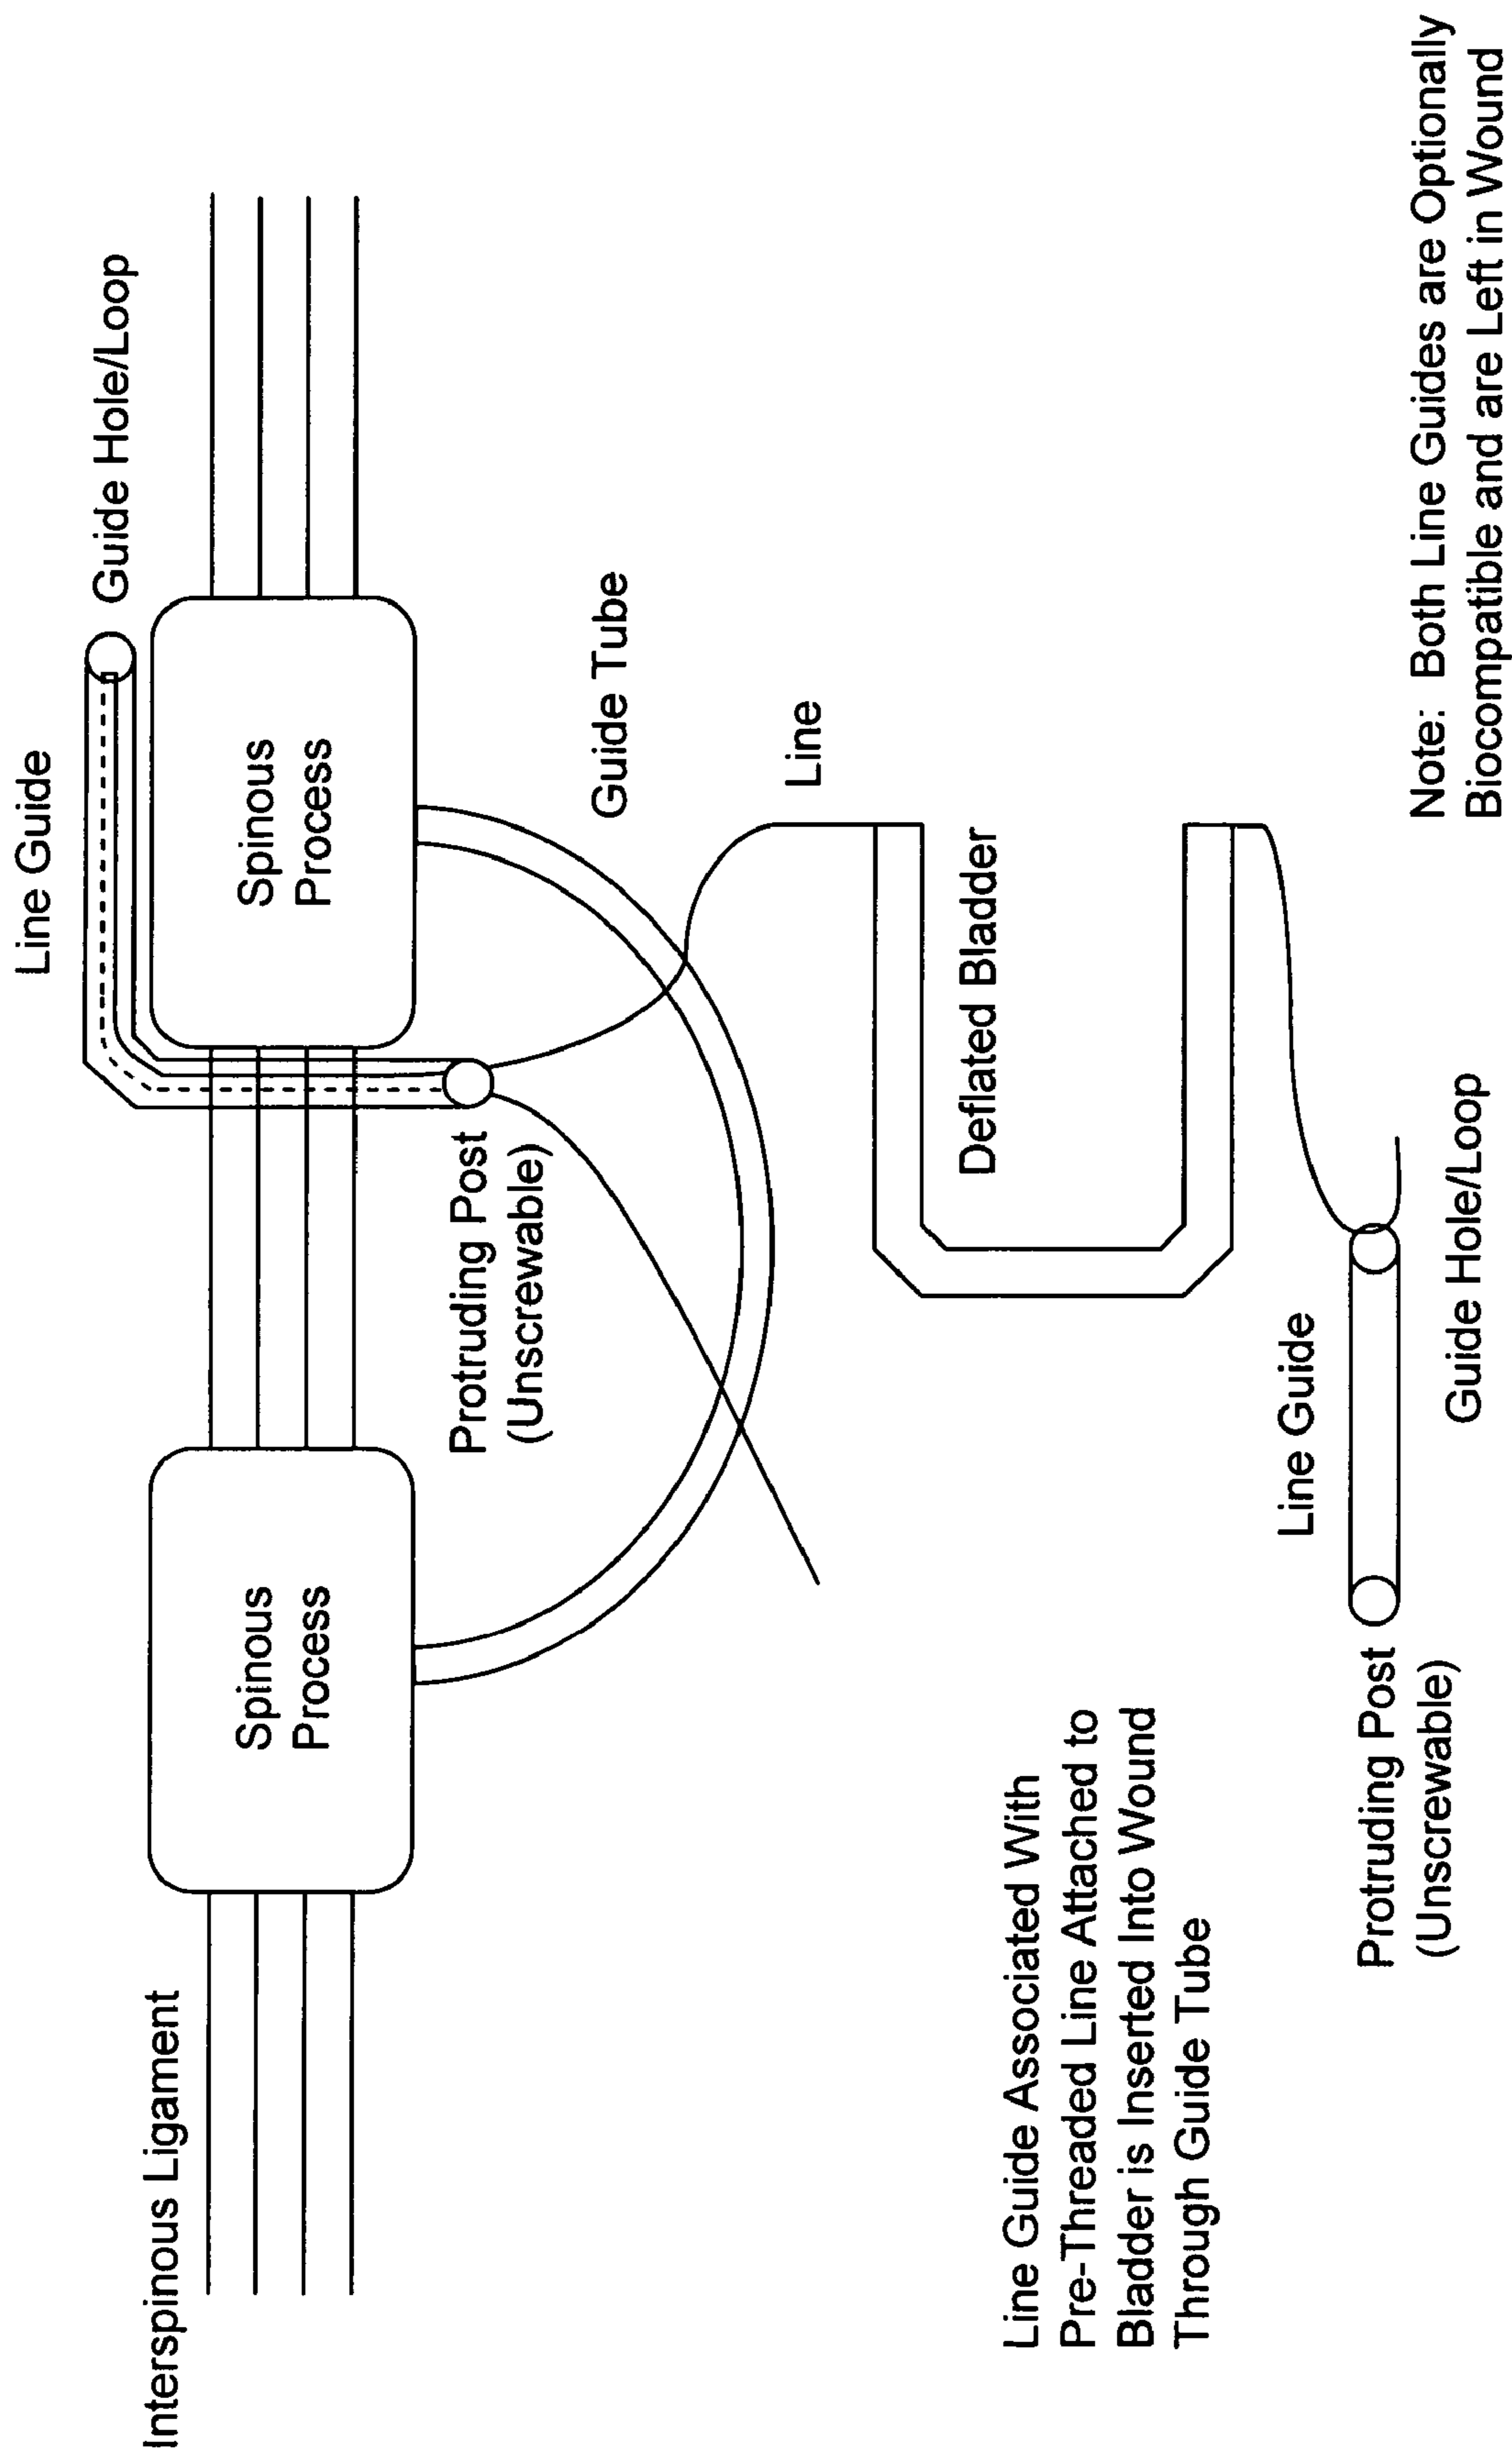 Line Guide
Guide Hole/Loop
Interspinous Ligament
Spinous
Process
Spinous
Process
Protruding Post
(Unscrewable)
Guide Tube
Line
Deflated Bladder
Line Guide Associated With
Pre-Threaded Line Attached to
Bladder is Inserted Into Wound
Through Guide Tube
Line Guide
Protruding Post
(Unscrewable)
Guide Hole/Loop
Note: Both Line Guides are Optionally
Biocompatible and are Left in Wound